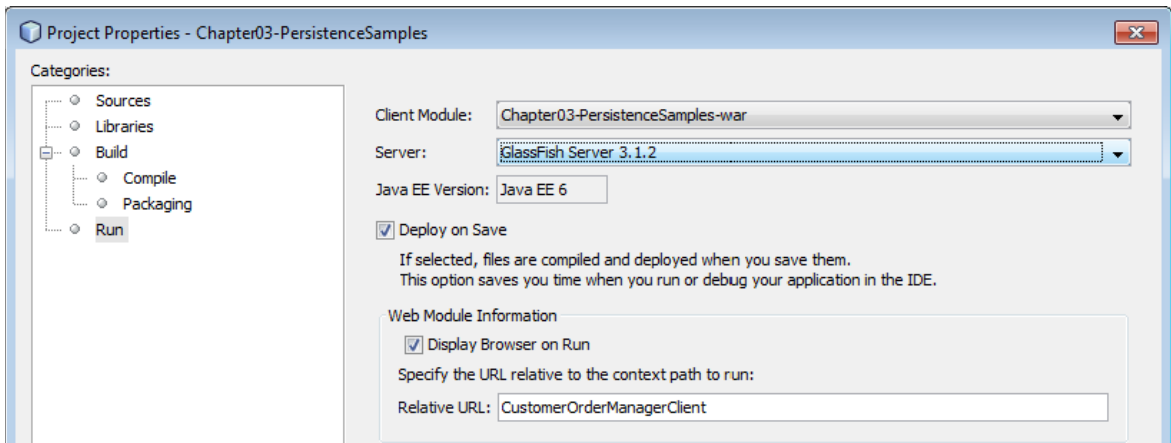 Project Properties - Chapter03-PersistenceSamples
Categories:
Sources
Libraries
Build
Compile
Packaging
Run
Client Module: Chapter03-PersistenceSamples-war
Server: GlassFish Server 3.1.2
Java EE Version: Java EE 6
Deploy on Save
If selected, files are compiled and deployed when you save them.
This option saves you time when you run or debug your application in the IDE.
Web Module Information
Display Browser on Run
Specify the URL relative to the context path to run:
Relative URL: CustomerOrderManagerClient